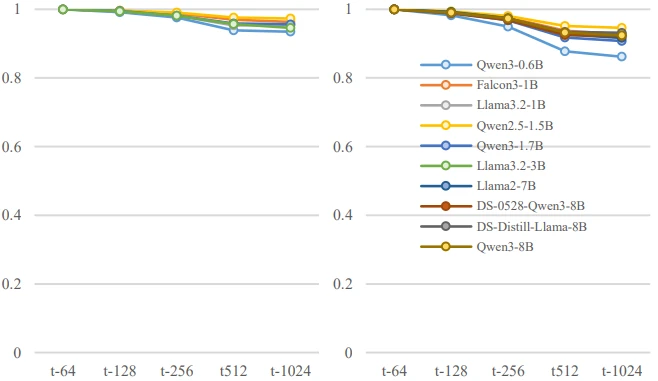 1
0.8
0.6
0.4
0.2
0
t-64 t-128 t-256 t512 t-1024
1
0.8
0.6
0.4
0.2
0
t-64 t-128 t-256 t512 t-1024
Qwen3-0.6B
Falcon3-1B
Llama3.2-1B
Qwen2.5-1.5B
Qwen3-1.7B
Llama3.2-3B
Llama2-7B
DS-0528-Qwen3-8B
DS-Distill-Llama-8B
Qwen3-8B